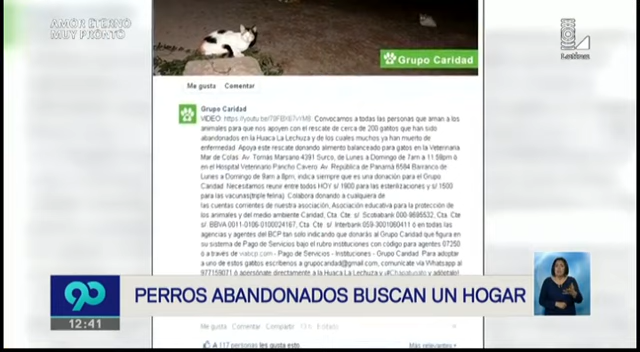 AMOR ETERNO
MUY PRONTO
Latina
Grupo Caridad
Me gusta Comentar
Grupo Caridad
Convocamos a todas las personas que aman a los
animales para que nos apoyen con el rescate de cerca de 200 gatitos que han sido
abandonados en la Huaca La Lechuza y de los cuales muchos ya han muerto de
enfermedad. Apoya este rescate donando alimento balanceado para gatos en la Veterinaria
Mar de Colas. Av. Tomás Marsano 4391 Surco, de Lunes a Domingo de 7am a 11:59pm ó
en el Hospital Veterinario Pancho Cavero. Av. República de Panamá 6584 Barranco de
Lunes a Domingo de 9am a 8pm, indica siempre que es una donación para el Grupo
Caridad. Necesitamos reunir entre todos HOY s/ 1900 para las esterilizaciones y s/ 1500
para las vacunas(triple felina). Colabora donando a cualquiera de
las cuentas corrientes de nuestra asociación, Asociación educativa para la protección de
los animales y del medio ambiente Caridad, Cta. Cte. s/. Scotiabank 000-9695532, Cta. Cte
s/. BBVA 0011-0106-0100024167, Cta. Cte s/. Interbank 059-3001060411 ó en todas las
agencias y agentes del BCP tan solo indicando que donarás al Grupo Caridad que figura en
su sistema de Pago de Servicios bajo el rubro instituciones con código para agentes 07250
ó a través de viabcp.com - Pago de Servicios - Instituciones - Grupo Caridad. Para adoptar
a uno de estos gatitos escríbenos a grupocaridad@gmail.com, comunícate vía Whatsapp al
977159071 ó apersónate directamente a la Huaca La Lechuza y adóptalo!
PERROS ABANDONADOS BUSCAN UN HOGAR
90
12:41
Me gusta Comentar Compartir
A 117 personas les gusta esto. Más relevantes